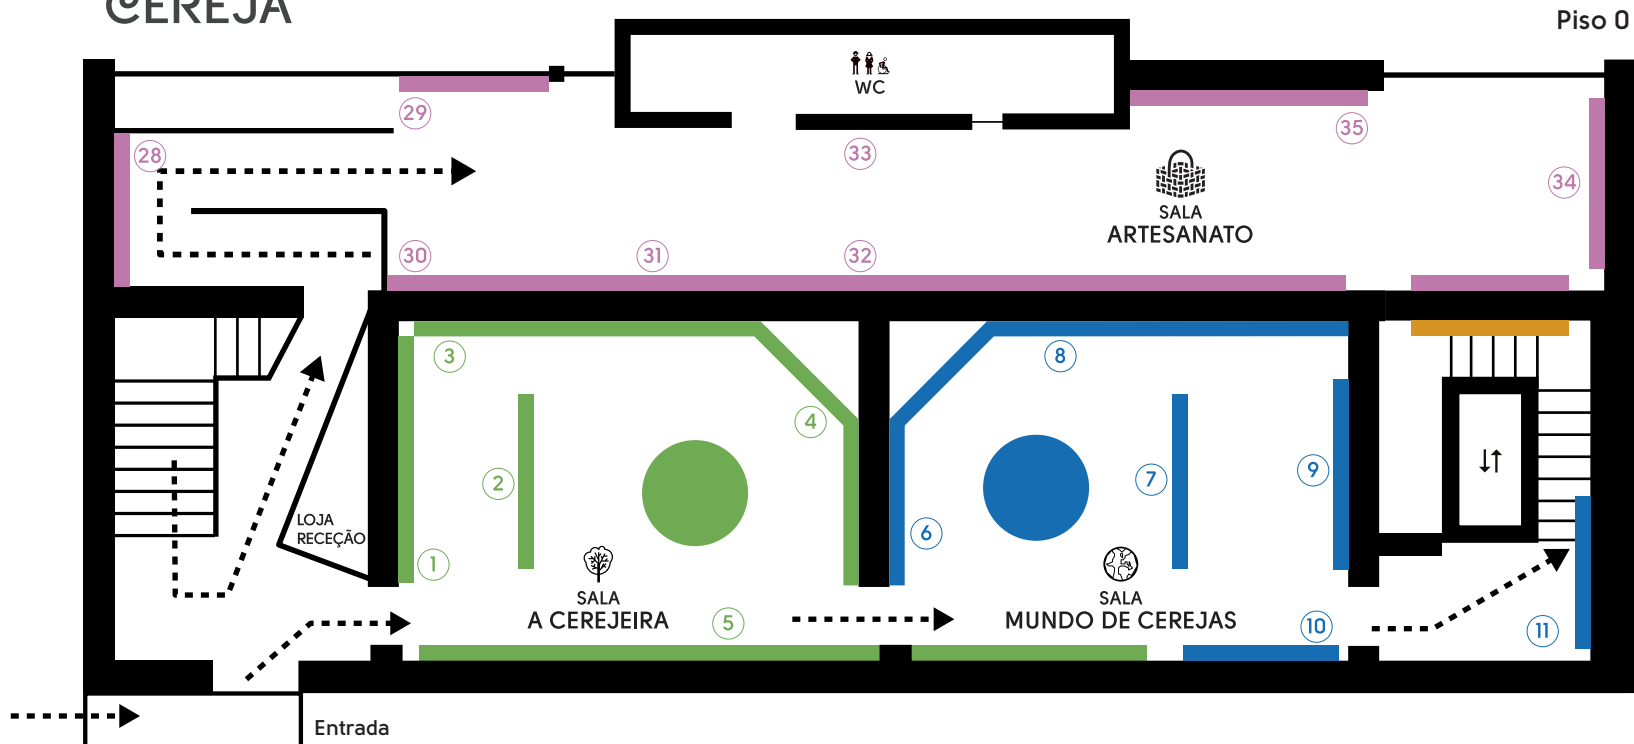 CEREJA
Piso 0
WC
29
28
33
35
34
SALA
ARTESANATO
30
31
32
3
8
4
2
7
9
6
LOJA
RECEÇÃO
1
SALA
A CEREJEIRA
5
SALA
MUNDO DE CEREJAS
10
11
Entrada